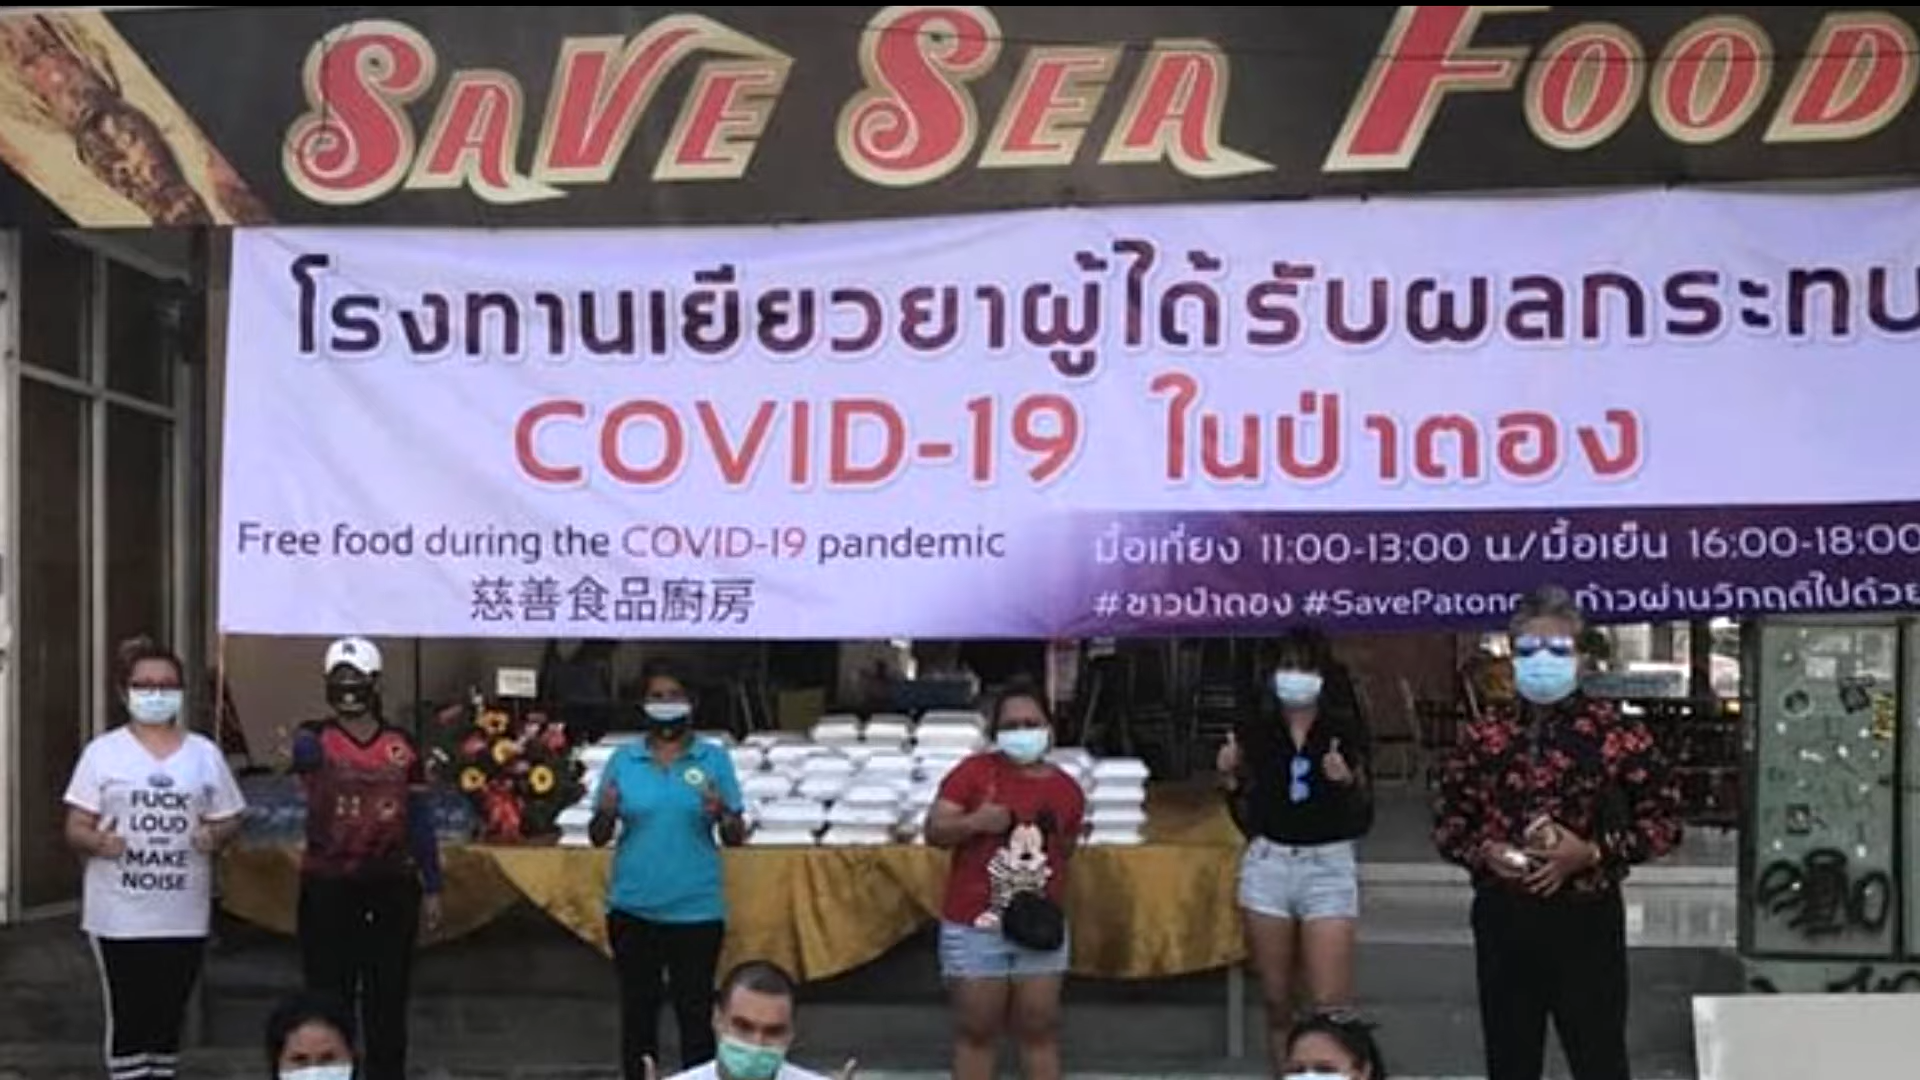 SAVE SEA FOOD
โรงทานเยียวยาผู้ได้รับผลกระทบ
COVID-19 ในป่าตอง
Free food during the COVID-19 pandemic
慈善食品廚房
มื้อเที่ยง 11:00-13:00 น/มื้อเย็น 16:00-18:00
#ชาวป่าตอง #SavePatong ก้าวผ่านวิกฤติไปด้วย
FUCK
LOUD
AND
MAKE
NOISE